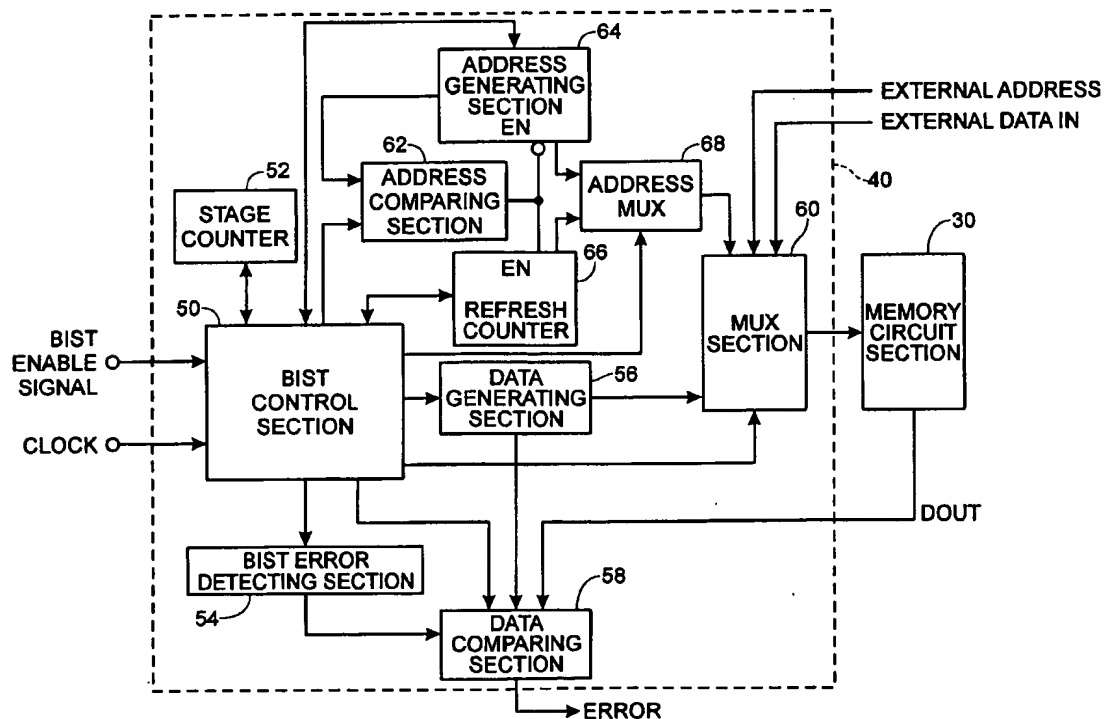 64
ADDRESS
GENERATING
SECTION
EN
EXTERNAL ADDRESS
EXTERNAL DATA IN
62
ADDRESS
COMPARING
SECTION
68
ADDRESS
MUX
40
52
STAGE
COUNTER
60
MUX
SECTION
30
MEMORY
CIRCUIT
SECTION
EN
REFRESH
COUNTER
66
50
BIST
CONTROL
SECTION
BIST
ENABLE
SIGNAL
CLOCK
56
DATA
GENERATING
SECTION
DOUT
BIST ERROR
DETECTING SECTION
54
58
DATA
COMPARING
SECTION
ERROR